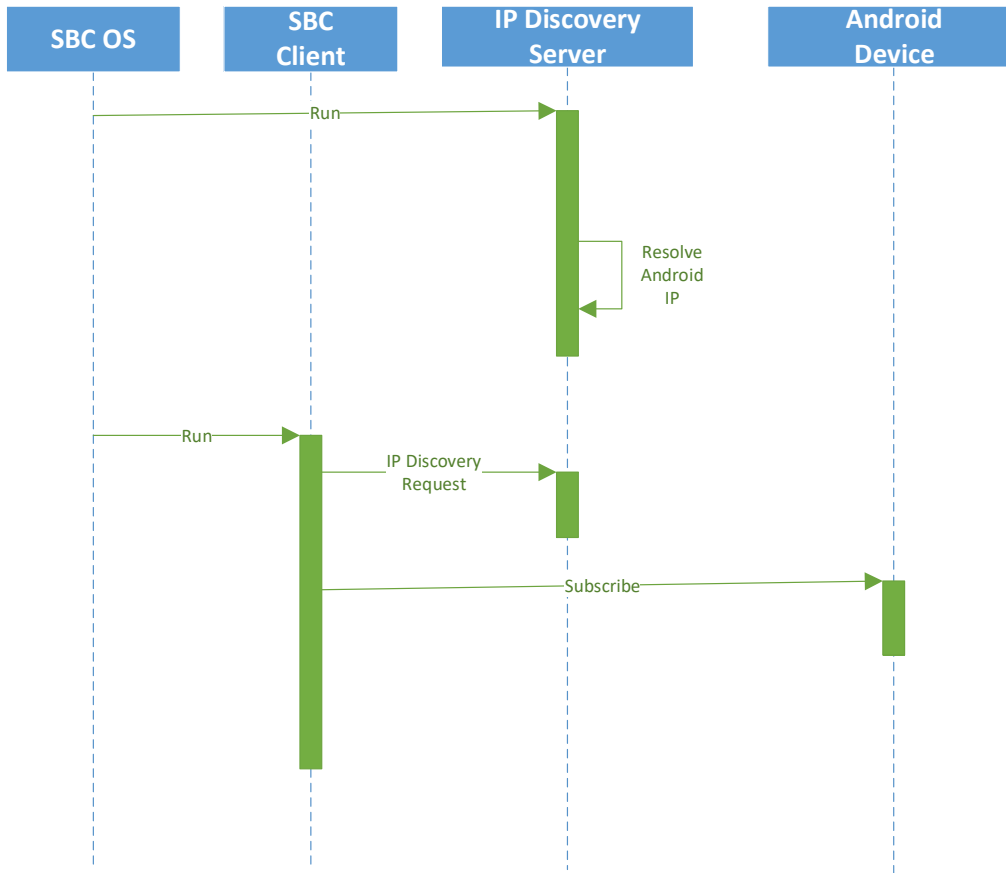 SBC OS
SBC
Client
IP Discovery
Server
Android
Device
Run
Resolve
Android
IP
Run
IP Discovery
Request
Subscribe